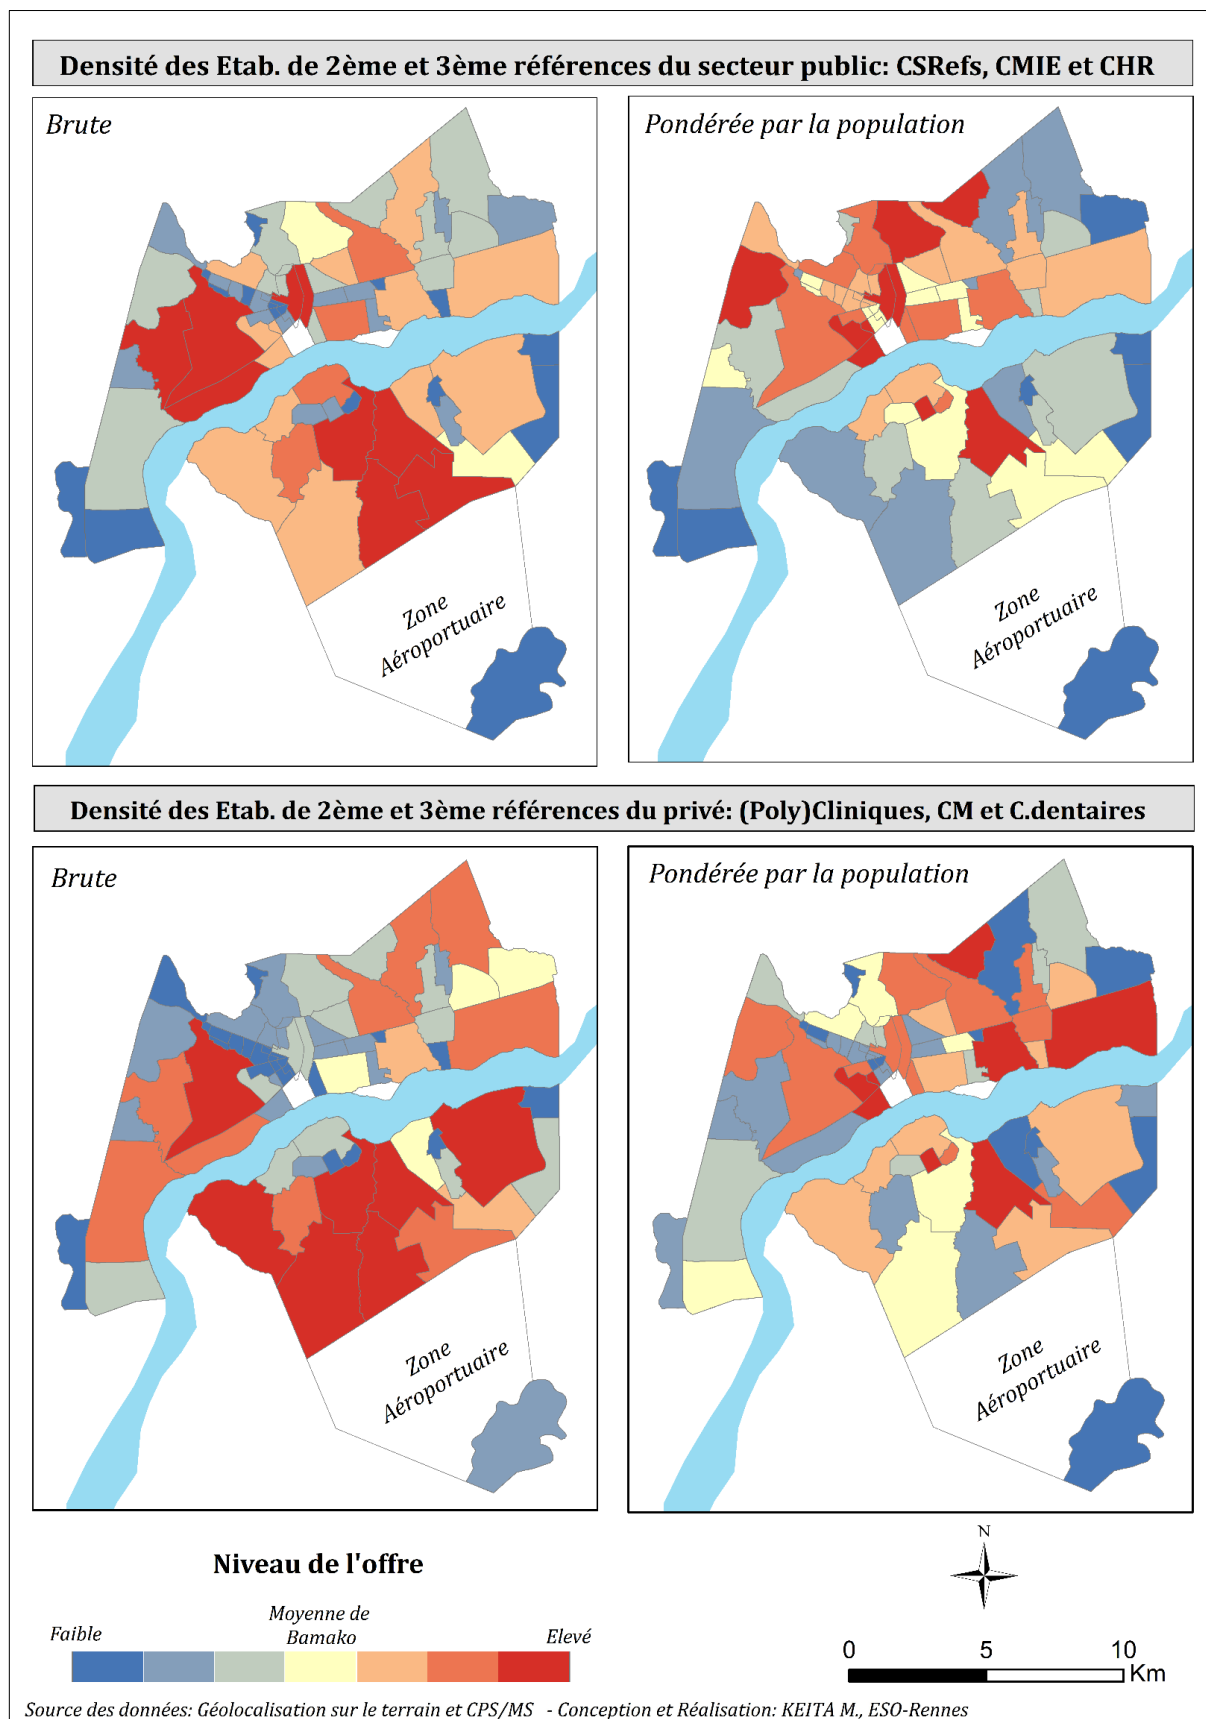 Densité des Etab. de 2ème et 3ème références du secteur public: CSRefs, CMIE et CHR
Brute
Pondérée par la population
Zone
Aéroportuaire
Zone
Aéroportuaire
Densité des Etab. de 2ème et 3ème références du privé: (Poly)Cliniques, CM et C.dentaires
Brute
Pondérée par la population
Zone
Aéroportuaire
Zone
Aéroportuaire
Niveau de l'offre
Faible
Moyenne de
Bamako
Elevé
N
0 5 10
Km
Source des données: Géolocalisation sur le terrain et CPS/MS - Conception et Réalisation: KEITA M., ESO-Rennes